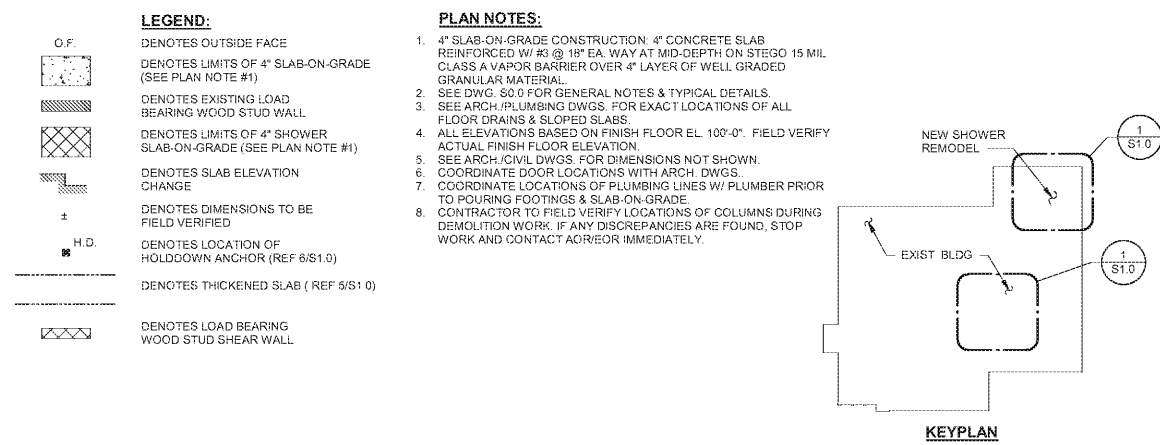 LEGEND:
O.F. DENOTES OUTSIDE FACE
DENOTES LIMITS OF 4" SLAB-ON-GRADE
(SEE PLAN NOTE #1)
DENOTES EXISTING LOAD
BEARING WOOD STUD WALL
DENOTES LIMITS OF 4" SHOWER
SLAB-ON-GRADE (SEE PLAN NOTE #1)
DENOTES SLAB ELEVATION
CHANGE
± DENOTES DIMENSIONS TO BE
FIELD VERIFIED
H.D. DENOTES LOCATION OF
HOLDOWN ANCHOR (REF 6/S1.0)
DENOTES THICKENED SLAB ( REF 5/S1.0)
DENOTES LOAD BEARING
WOOD STUD SHEAR WALL
PLAN NOTES:
1. 4" SLAB-ON-GRADE CONSTRUCTION: 4" CONCRETE SLAB
REINFORCED W/ #3 @ 18" EA. WAY AT MID-DEPTH ON STEGO 15 MIL
CLASS A VAPOR BARRIER OVER 4" LAYER OF WELL GRADED
GRANULAR MATERIAL.
2. SEE DWG. S0.0 FOR GENERAL NOTES & TYPICAL DETAILS.
3. SEE ARCH./PLUMBING DWGS. FOR EXACT LOCATIONS OF ALL
FLOOR DRAINS & SLOPED SLABS.
4. ALL ELEVATIONS BASED ON FINISH FLOOR EL. 100'-0". FIELD VERIFY
ACTUAL FINISH FLOOR ELEVATION.
5. SEE ARCH./CIVIL DWGS. FOR DIMENSIONS NOT SHOWN.
6. COORDINATE DOOR LOCATIONS WITH ARCH. DWGS..
7. COORDINATE LOCATIONS OF PLUMBING LINES W/ PLUMBER PRIOR
TO POURING FOOTINGS & SLAB-ON-GRADE.
8. CONTRACTOR TO FIELD VERIFY LOCATIONS OF COLUMNS DURING
DEMOLITION WORK. IF ANY DISCREPANCIES ARE FOUND, STOP
WORK AND CONTACT AOR/EOR IMMEDIATELY.
NEW SHOWER
REMODEL
1
S1.0
EXIST BLDG
1
S1.0
KEYPLAN